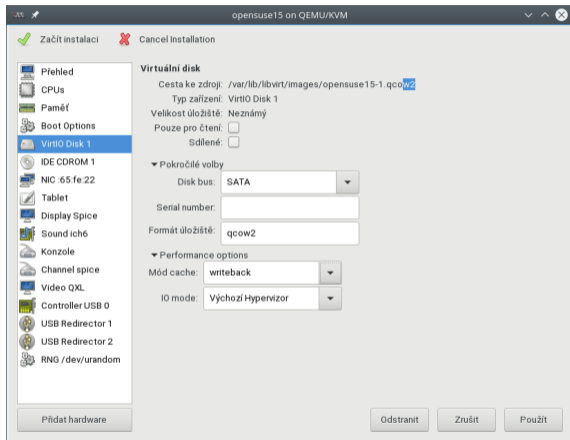 opensuse15 on QEMU/KVM
Začít instalaci
Cancel Installation
Přehled
CPUs
Paměť
Boot Options
VirtIO Disk 1
IDE CDROM 1
NIC :65:fe:22
Tablet
Display Spice
Sound ich6
Konzole
Channel spice
Video QXL
Controller USB 0
USB Redirector 1
USB Redirector 2
RNG /dev/urandom
Přidat hardware
Virtuální disk
Cesta ke zdroji: /var/lib/libvirt/images/opensuse15-1.qcow2
Typ zařízení: VirtIO Disk 1
Velikost úložiště: Neznámý
Pouze pro čtení:
Sdílené:
Pokročilé volby
Disk bus: SATA
Serial number:
Formát úložiště: qcow2
Performance options
Mód cache: writeback
IO mode: Výchozí Hypervizor
Odstranit
Zrušit
Použít